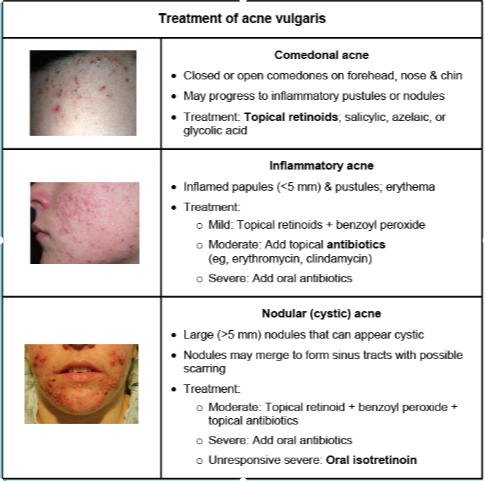 Treatment of acne vulgaris
Comedonal acne
• Closed or open comedones on forehead, nose & chin
• May progress to inflammatory pustules or nodules
• Treatment: Topical retinoids; salicylic, azelaic, or
glycolic acid
Inflammatory acne
• Inflamed papules (<5 mm) & pustules; erythema
• Treatment:
○ Mild: Topical retinoids + benzoyl peroxide
○ Moderate: Add topical antibiotics
(eg, erythromycin, clindamycin)
○ Severe: Add oral antibiotics
Nodular (cystic) acne
• Large (>5 mm) nodules that can appear cystic
• Nodules may merge to form sinus tracts with possible
scarring
• Treatment:
○ Moderate: Topical retinoid + benzoyl peroxide +
topical antibiotics
○ Severe: Add oral antibiotics
○ Unresponsive severe: Oral isotretinoin